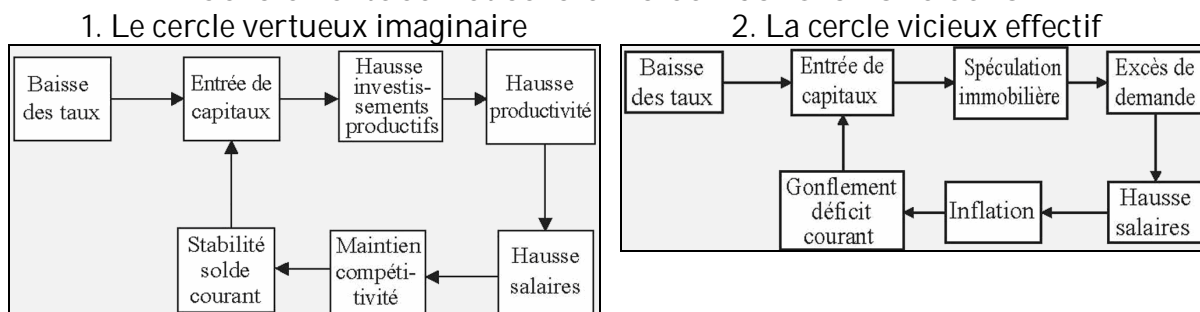 1. Le cercle vertueux imaginaire
Baisse
des taux
Entrée de
capitaux
Hausse
investis-
sements
productifs
Hausse
productivité
Hausse
salaires
Maintien
compéti-
tivité
Stabilité
solde
courant
2. La cercle vicieux effectif
Baisse
des taux
Entrée de
capitaux
Spéculation
immobilière
Excès de
demande
Hausse
salaires
Inflation
Gonflement
déficit
courant